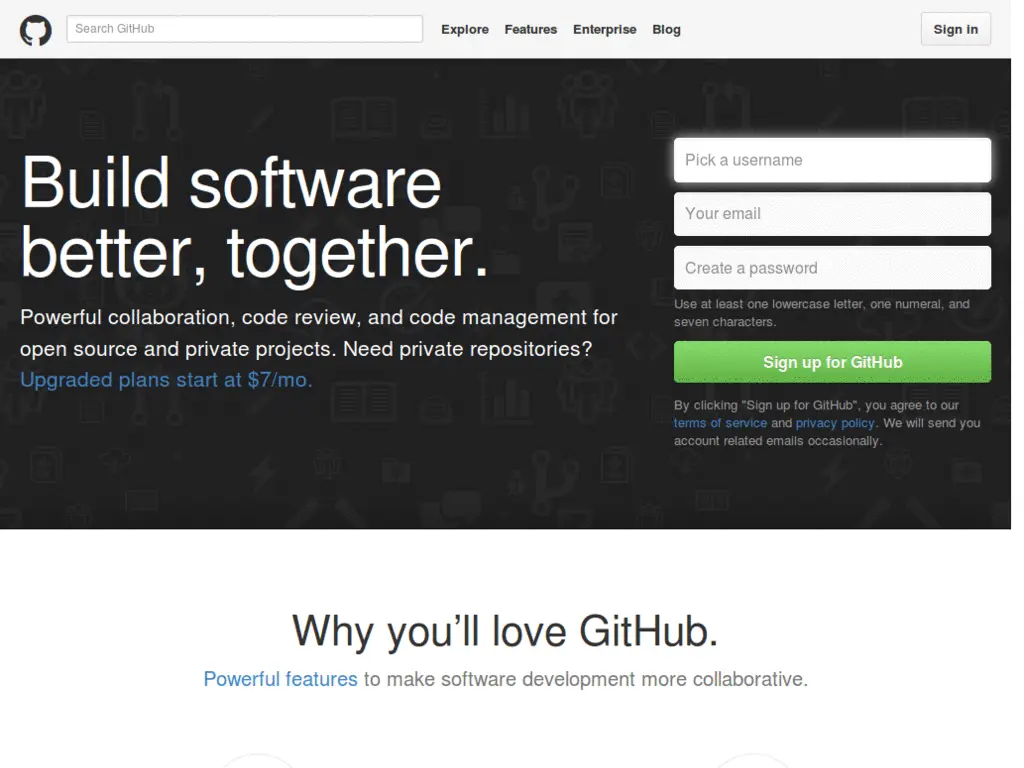 Search GitHub
Explore
Features
Enterprise
Blog
Sign in
Build software
better, together.
Powerful collaboration, code review, and code management for
open source and private projects. Need private repositories?
Upgraded plans start at $7/mo.
Pick a username
Your email
Create a password
Use at least one lowercase letter, one numeral, and
seven characters.
Sign up for GitHub
By clicking "Sign up for GitHub", you agree to our
terms of service and privacy policy. We will send you
account related emails occasionally.
Why you’ll love GitHub.
Powerful features to make software development more collaborative.